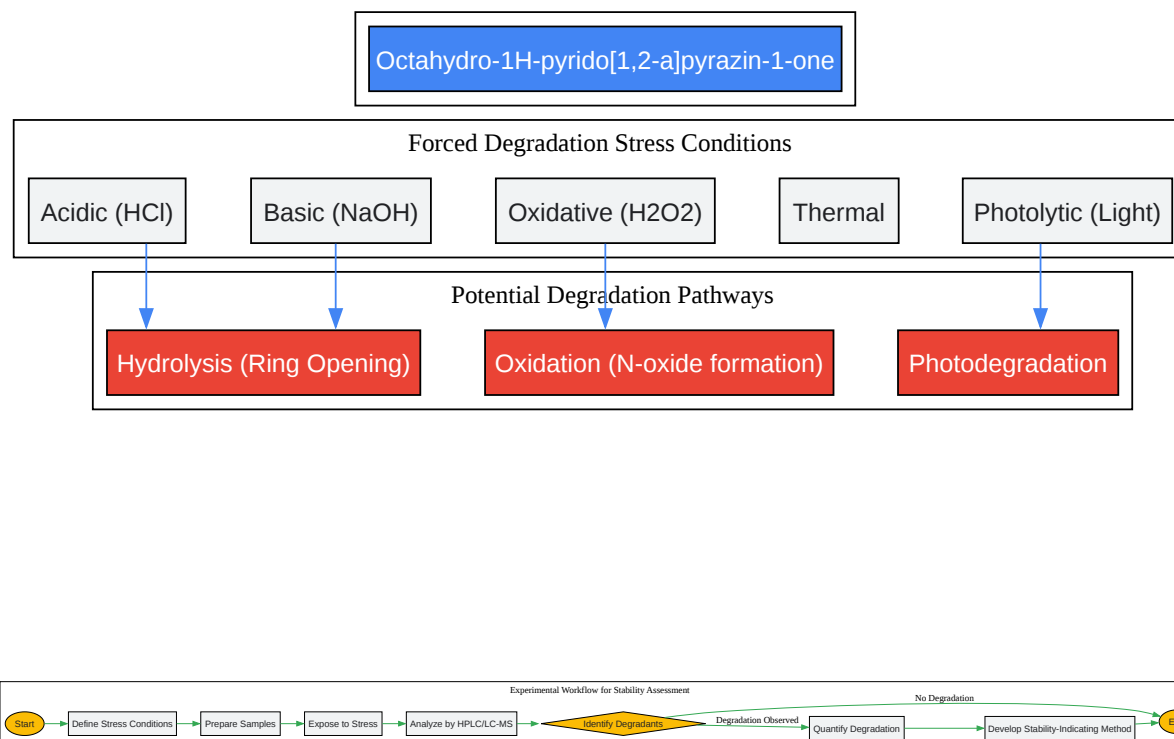 Octahydro-1H-pyrido[1,2-a]pyrazin-1-one
Forced Degradation Stress Conditions
Acidic (HCl)
Basic (NaOH)
Oxidative (H2O2)
Thermal
Photolytic (Light)
Potential Degradation Pathways
Hydrolysis (Ring Opening)
Oxidation (N-oxide formation)
Photodegradation
Experimental Workflow for Stability Assessment
No Degradation
Start
Define Stress Conditions
Prepare Samples
Expose to Stress
Analyze by HPLC/LC-MS
Identify Degradants
Degradation Observed
Quantify Degradation
Develop Stability-Indicating Method